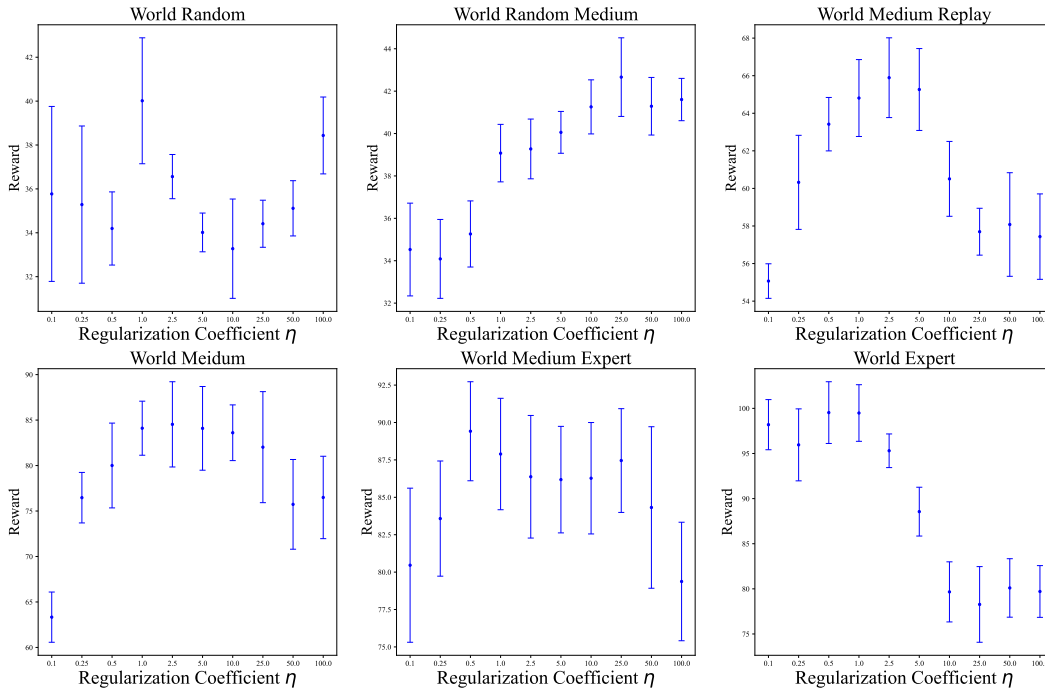 World Random
42
40
38
36
34
32
Reward
0.1 0.25 0.5 1.0 2.5 5.0 10.0 25.0 50.0 100.0
Regularization Coefficient η
World Random Medium
44
42
40
38
36
34
32
Reward
0.1 0.25 0.5 1.0 2.5 5.0 10.0 25.0 50.0 100.0
Regularization Coefficient η
World Medium Replay
68
66
64
62
60
58
56
54
Reward
0.1 0.25 0.5 1.0 2.5 5.0 10.0 25.0 50.0 100.0
Regularization Coefficient η
World Meidum
90
85
80
75
70
65
60
Reward
0.1 0.25 0.5 1.0 2.5 5.0 10.0 25.0 50.0 100.0
Regularization Coefficient η
World Medium Expert
92.5
90.0
87.5
85.0
82.5
80.0
77.5
75.0
Reward
0.1 0.25 0.5 1.0 2.5 5.0 10.0 25.0 50.0 100.0
Regularization Coefficient η
World Expert
100
95
90
85
80
75
Reward
0.1 0.25 0.5 1.0 2.5 5.0 10.0 25.0 50.0 100.0
Regularization Coefficient η